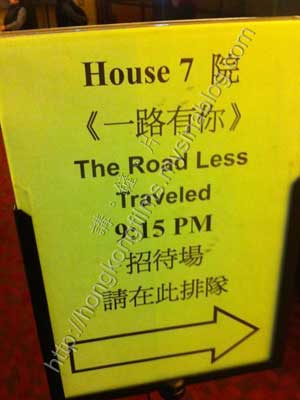 House 7 院
《一路有你》
The Road Less
Traveled
9:15 PM
招待場
請在此排隊